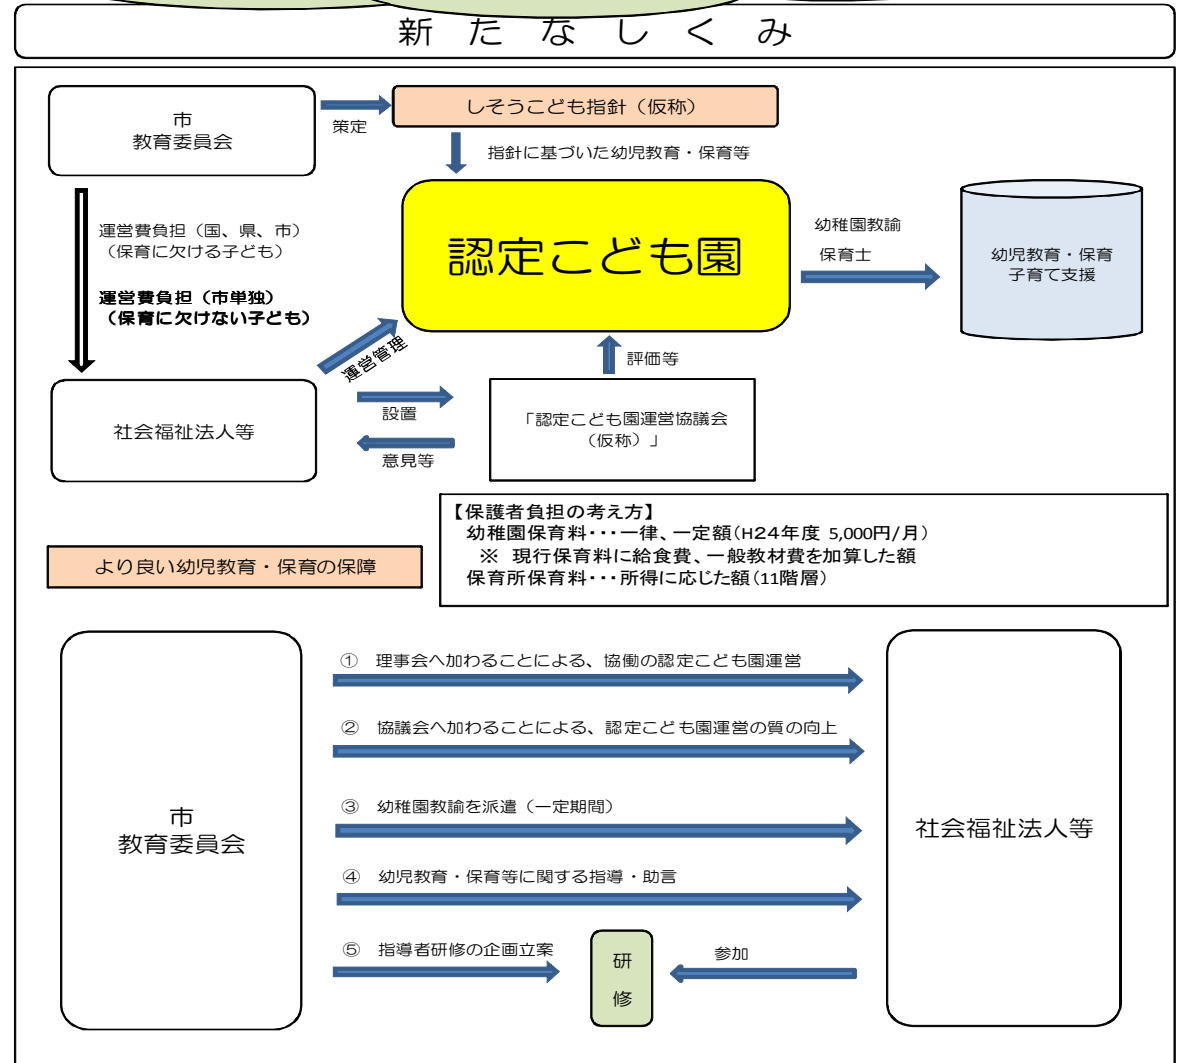 新たなしくみ
市
教育委員会
策定
しそうこども指針（仮称）
指針に基づいた幼児教育・保育等
運営費負担（国、県、市）
（保育に欠ける子ども）
運営費負担（市単独）
（保育に欠けない子ども）
認定こども園
幼稚園教諭
保育士
幼児教育・保育
子育て支援
運営管理
評価等
社会福祉法人等
設置
意見等
「認定こども園運営協議会
（仮称）」
【保護者負担の考え方】
幼稚園保育料・・・一律、一定額（H24年度 5,000円/月）
※ 現行保育料に給食費、一般教材費を加算した額
保育所保育料・・・所得に応じた額（11階層）
より良い幼児教育・保育の保障
市
教育委員会
① 理事会へ加わることによる、協働の認定こども園運営
② 協議会へ加わることによる、認定こども園運営の質の向上
③ 幼稚園教諭を派遣（一定期間）
④ 幼児教育・保育等に関する指導・助言
⑤ 指導者研修の企画立案
研
修
参加
社会福祉法人等